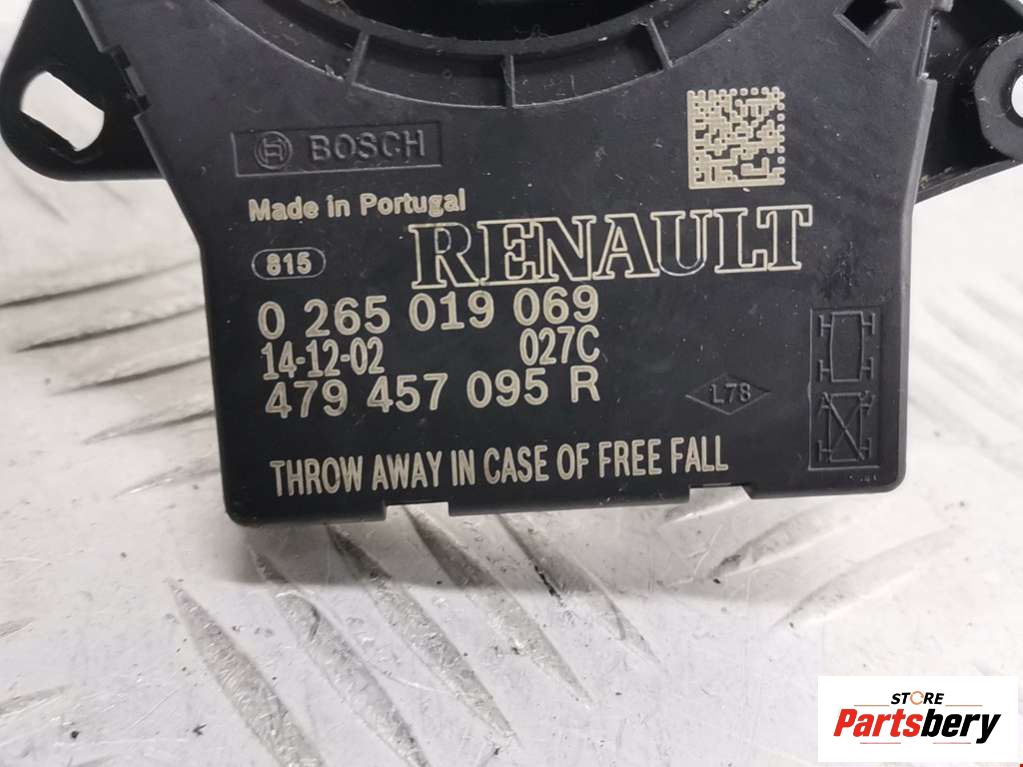 BOSCH
Made in Portugal
815
RENAULT
0 265 019 069
14-12-02 027C
479 457 095 R
L78
THROW AWAY IN CASE OF FREE FALL
STORE
Partsbery